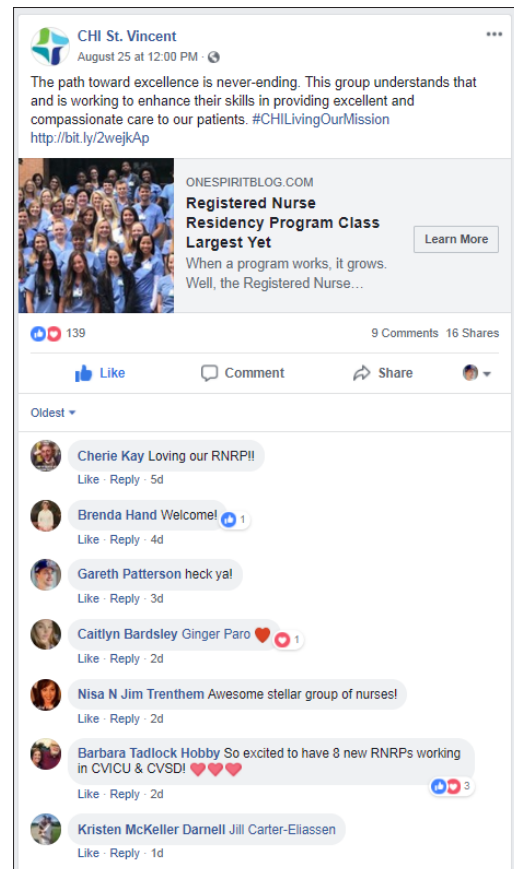 CHI St. Vincent
August 25 at 12:00 PM ·
The path toward excellence is never-ending. This group understands that
and is working to enhance their skills in providing excellent and
compassionate care to our patients. #CHILivingOurMission
http://bit.ly/2wejkAp
ONESPIRITBLOG.COM
Registered Nurse
Residency Program Class
Largest Yet
Learn More
When a program works, it grows.
Well, the Registered Nurse…
139
9 Comments 16 Shares
Like Comment Share
Oldest
Cherie Kay Loving our RNRP!!
Like · Reply · 5d
Brenda Hand Welcome! 1
Like · Reply · 4d
Gareth Patterson heck ya!
Like · Reply · 3d
Caitlyn Bardsley Ginger Paro ❤ 1
Like · Reply · 2d
Nisa N Jim Trenthem Awesome stellar group of nurses!
Like · Reply · 2d
Barbara Tadlock Hobby So excited to have 8 new RNRPs working
in CVICU & CVSD! ❤❤❤
3
Like · Reply · 2d
Kristen McKeller Darnell Jill Carter-Eliassen
Like · Reply · 1d